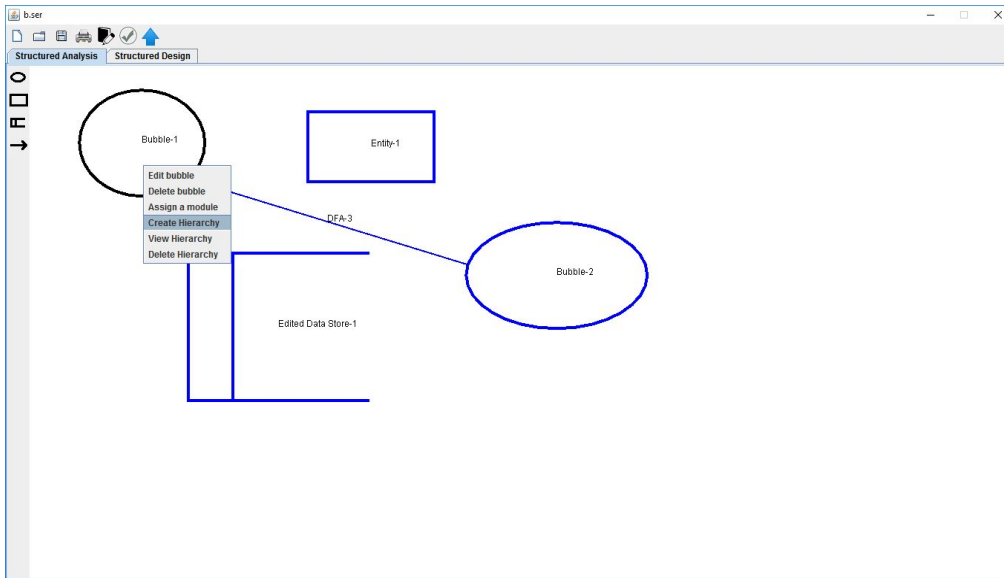 b.ser
Structured Analysis
Structured Design
Bubble-1
Entity-1
Edit bubble
Delete bubble
Assign a module
Create Hierarchy
View Hierarchy
Delete Hierarchy
DFA-3
Bubble-2
Edited Data Store-1